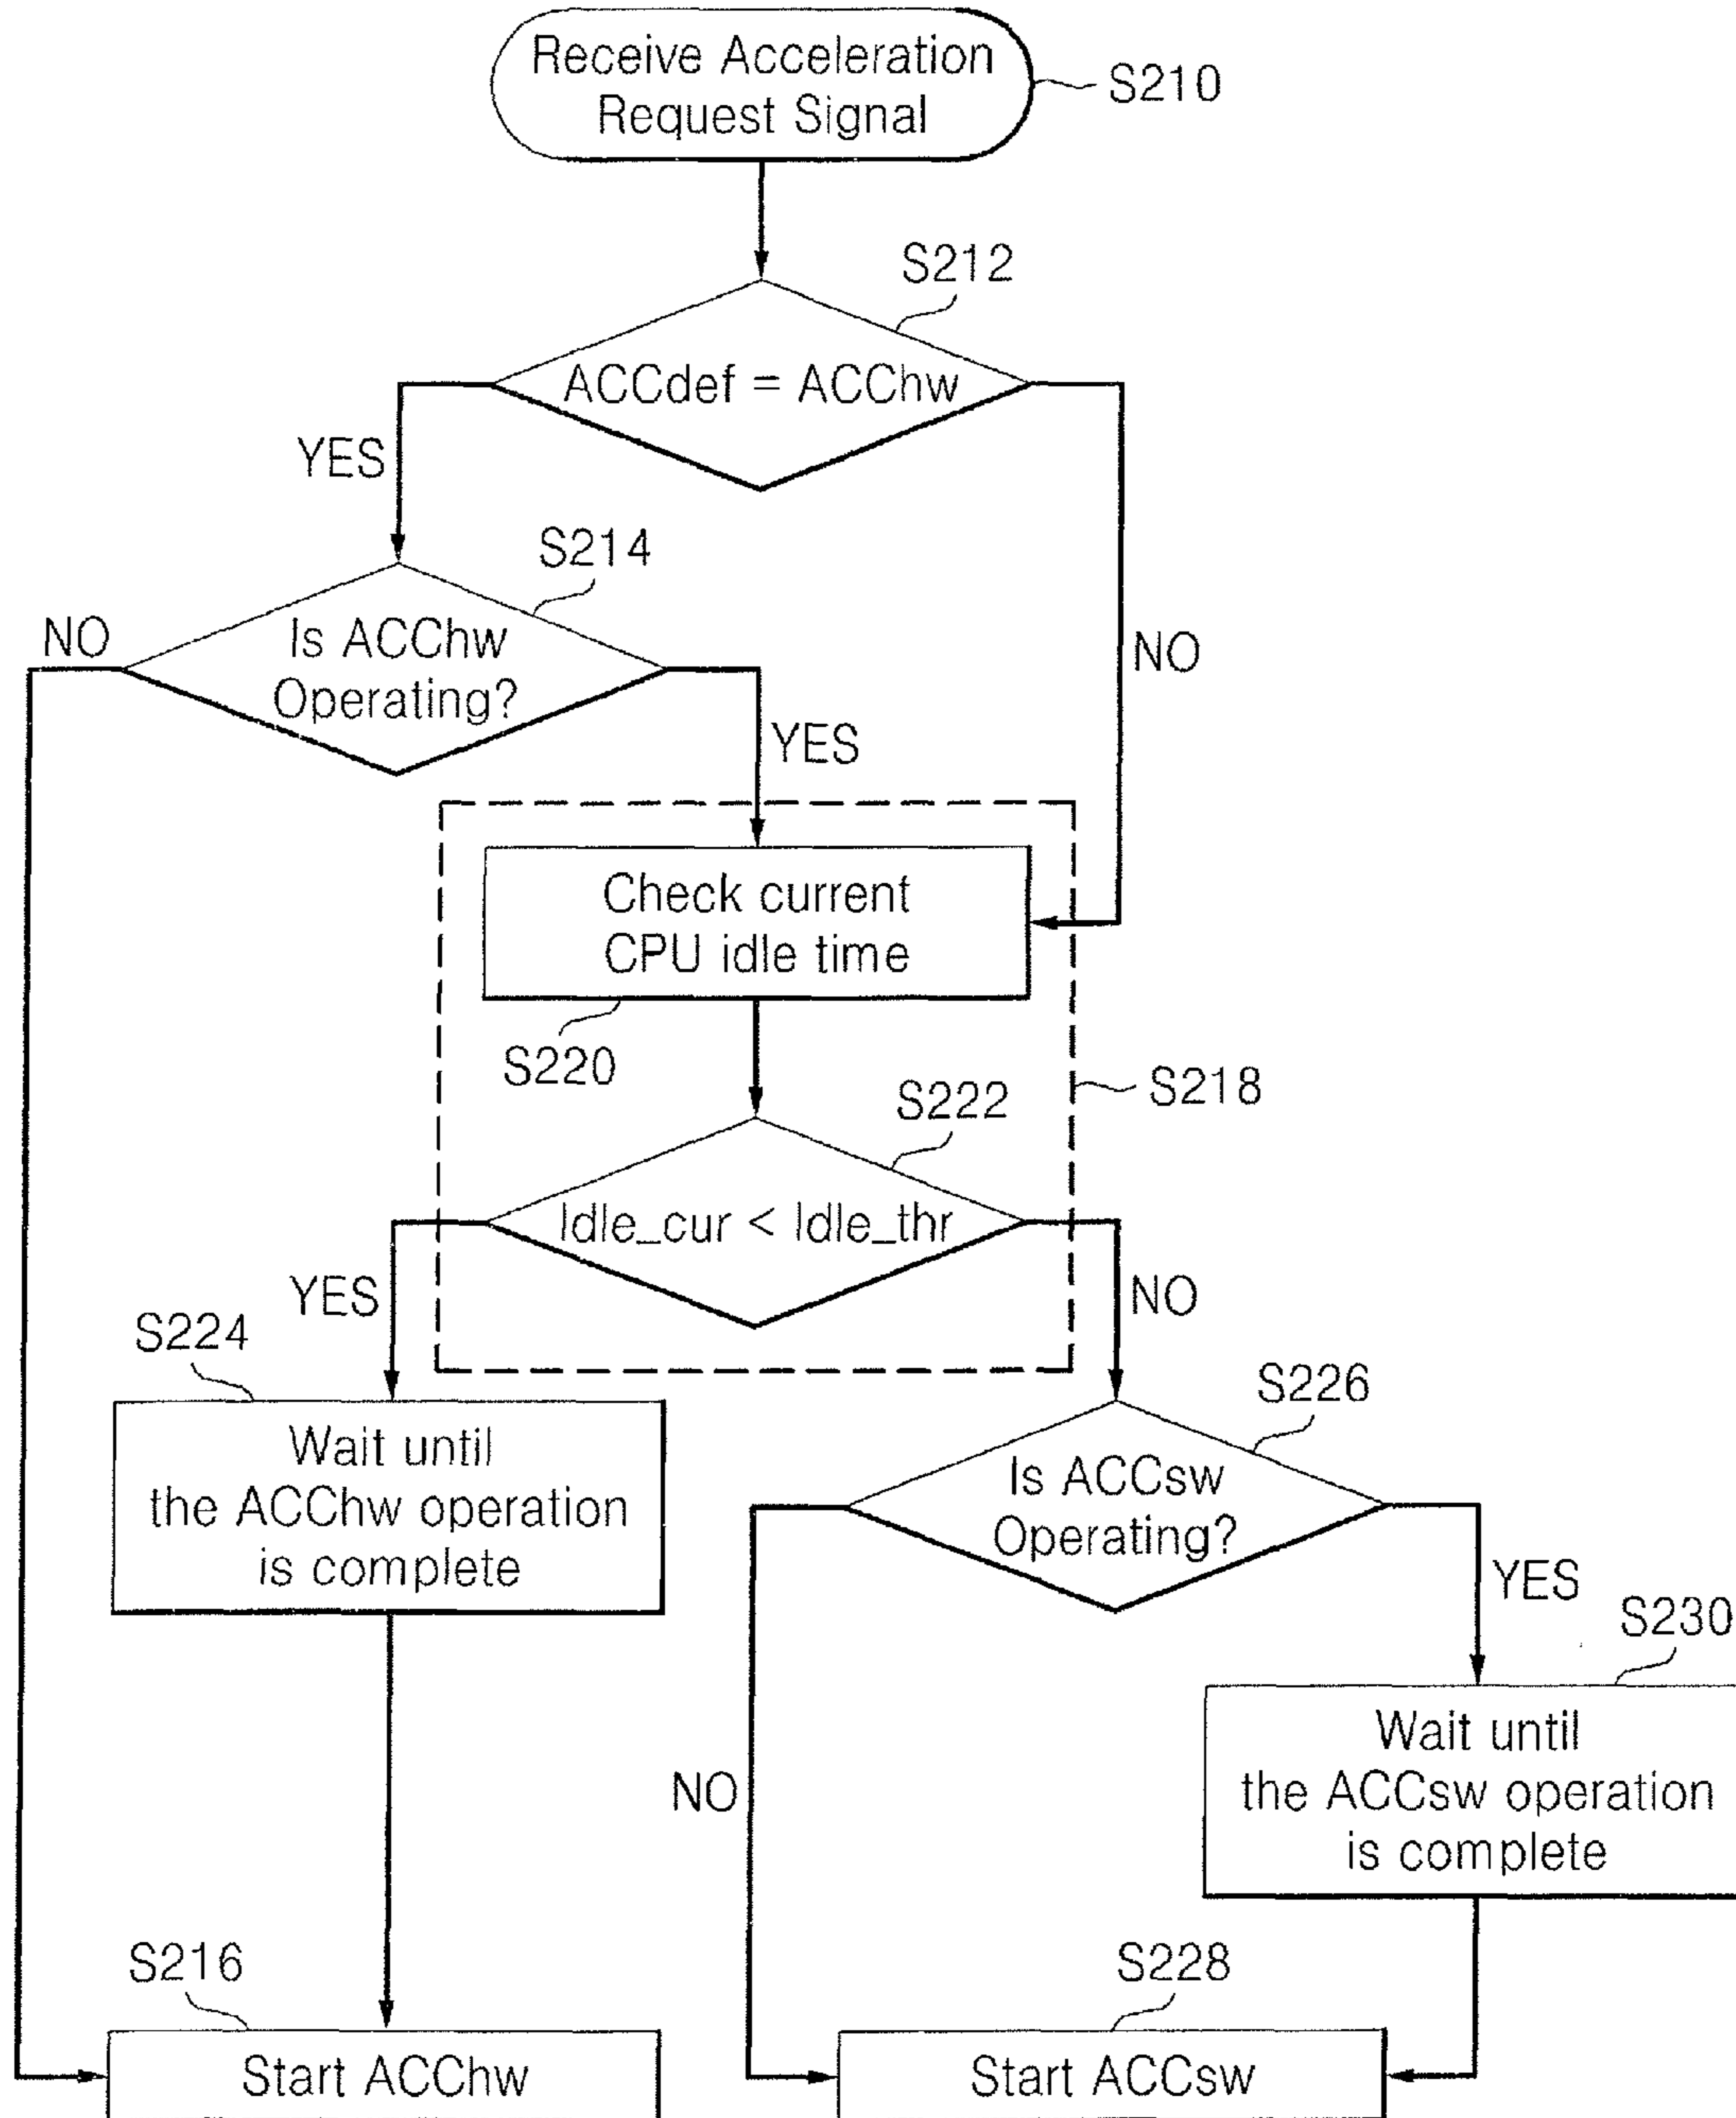 Receive Acceleration
Request Signal
S210
S212
ACCdef = ACChw
YES
NO
S214
Is ACChw
Operating?
NO
YES
Check current
CPU idle time
S220
S218
S222
Idle_cur < Idle_thr
YES
NO
S224
Wait until
the ACChw operation
is complete
S226
Is ACCsw
Operating?
NO
YES
S230
Wait until
the ACCsw operation
is complete
S216
Start ACChw
S228
Start ACCsw